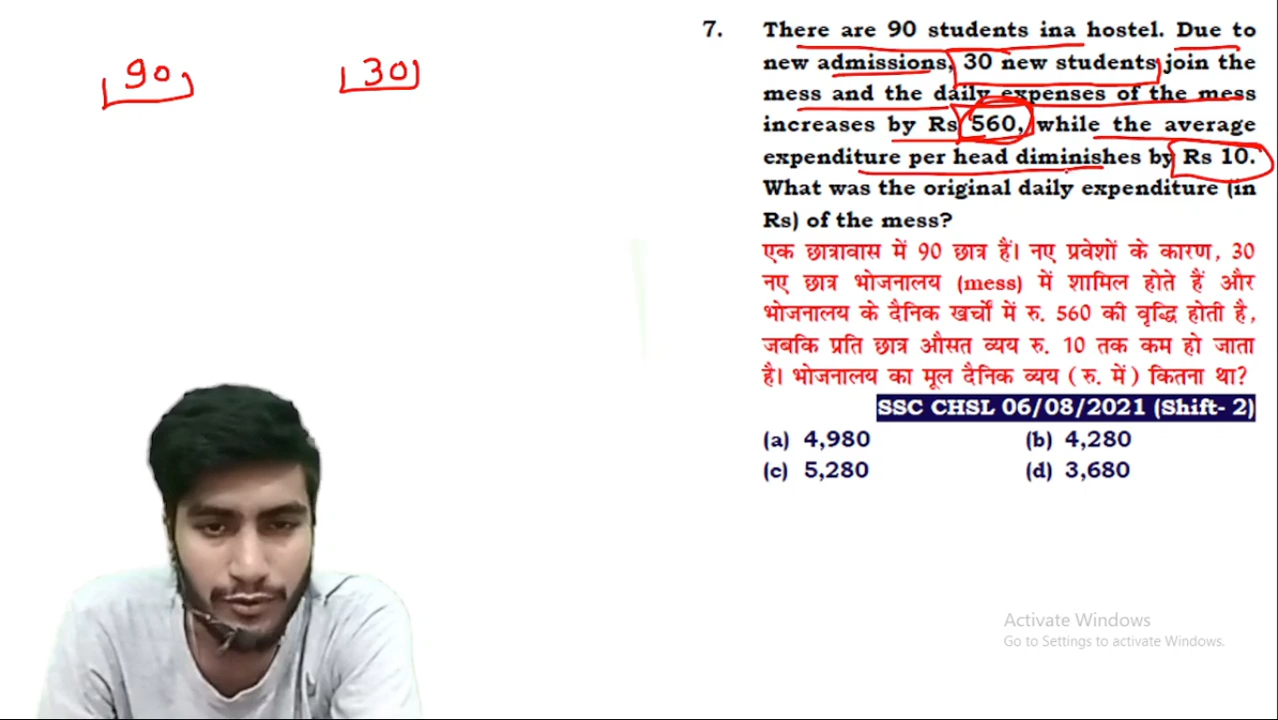 90 30
7. There are 90 students ina hostel. Due to
new admissions, 30 new students join the
mess and the daily expenses of the mess
increases by Rs 560, while the average
expenditure per head diminishes by Rs 10.
What was the original daily expenditure (in
Rs) of the mess?
एक छात्रावास में 90 छात्र हैं। नए प्रवेशों के कारण, 30
नए छात्र भोजनालय (mess) में शामिल होते हैं और
भोजनालय के दैनिक खर्चों में रु. 560 की वृद्धि होती है,
जबकि प्रति छात्र औसत व्यय रु. 10 तक कम हो जाता
है। भोजनालय का मूल दैनिक व्यय ( रु. में ) कितना था?
SSC CHSL 06/08/2021 (Shift- 2)
(a) 4,980 (b) 4,280
(c) 5,280 (d) 3,680
Activate Windows
Go to Settings to activate Windows.